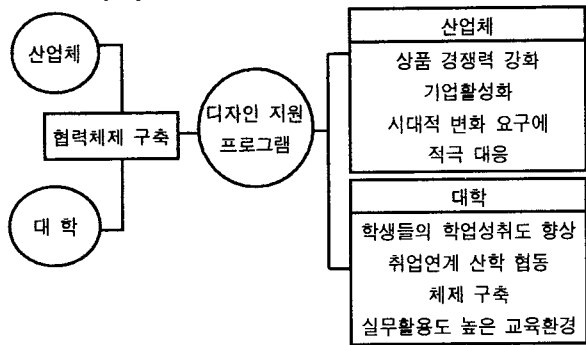 산업체
협력체제 구축
대 학
디자인 지원
프로그램
산업체
상품 경쟁력 강화
기업활성화
시대적 변화 요구에
적극 대응
대학
학생들의 학업성취도 향상
취업연계 산학 협동
체제 구축
실무활용도 높은 교육환경